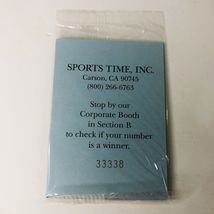 SPORTS TIME, INC.
Carson, CA 90745
(800) 266-6763
Stop by our
Corporate Booth
in Section B
to check if your number
is a winner.
33338